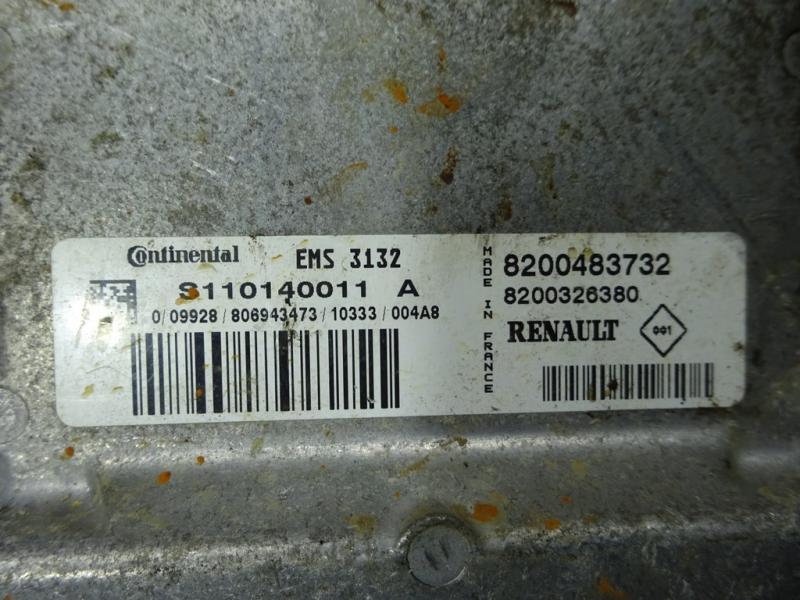 Continental EMS 3132
S110140011 A
0/09928/806943473/10333/004A8
MADE IN FRANCE
8200483732
8200326380
RENAULT 001